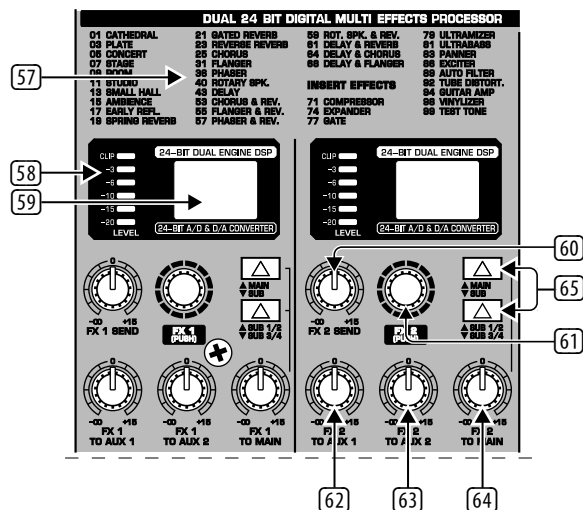 DUAL 24 BIT DIGITAL MULTI EFFECTS PROCESSOR
01 CATHEDRAL
03 PLATE
05 CONCERT
07 STAGE
09 ROOM
11 STUDIO
13 SMALL HALL
15 AMBIENCE
17 EARLY REFL.
19 SPRING REVERB
21 GATED REVERB
23 REVERSE REVERB
25 CHORUS
31 FLANGER
36 PHASER
40 ROTARY SPK.
43 DELAY
53 CHORUS & REV.
55 FLANGER & REV.
57 PHASER & REV.
59 ROT. SPK. & REV.
61 DELAY & REVERB
64 DELAY & CHORUS
68 DELAY & FLANGER
INSERT EFFECTS
71 COMPRESSOR
74 EXPANDER
77 GATE
79 ULTRAMIZER
81 ULTRABASS
83 PANNER
86 EXCITER
89 AUTO FILTER
92 TUBE DISTORT.
94 GUITAR AMP
98 VINYLIZER
99 TEST TONE
57
58
59
CLIP
-3
-6
-10
-15
-20
LEVEL
24-BIT DUAL ENGINE DSP
24-BIT A/D & D/A CONVERTER
CLIP
-3
-6
-10
-15
-20
LEVEL
24-BIT DUAL ENGINE DSP
24-BIT A/D & D/A CONVERTER
0
-∞ +15
FX 1 SEND
FX 1
(PUSH)
▲ MAIN
▼ SUB
▲ SUB 1/2
▼ SUB 3/4
0
-∞ +15
FX 2 SEND
FX 2
(PUSH)
▲ MAIN
▼ SUB
▲ SUB 1/2
▼ SUB 3/4
60
65
61
0
-∞ +15
FX 1
TO AUX 1
0
-∞ +15
FX 1
TO AUX 2
0
-∞ +15
FX 1
TO MAIN
0
-∞ +15
FX 2
TO AUX 1
0
-∞ +15
FX 2
TO AUX 2
0
-∞ +15
FX 2
TO MAIN
62
63
64